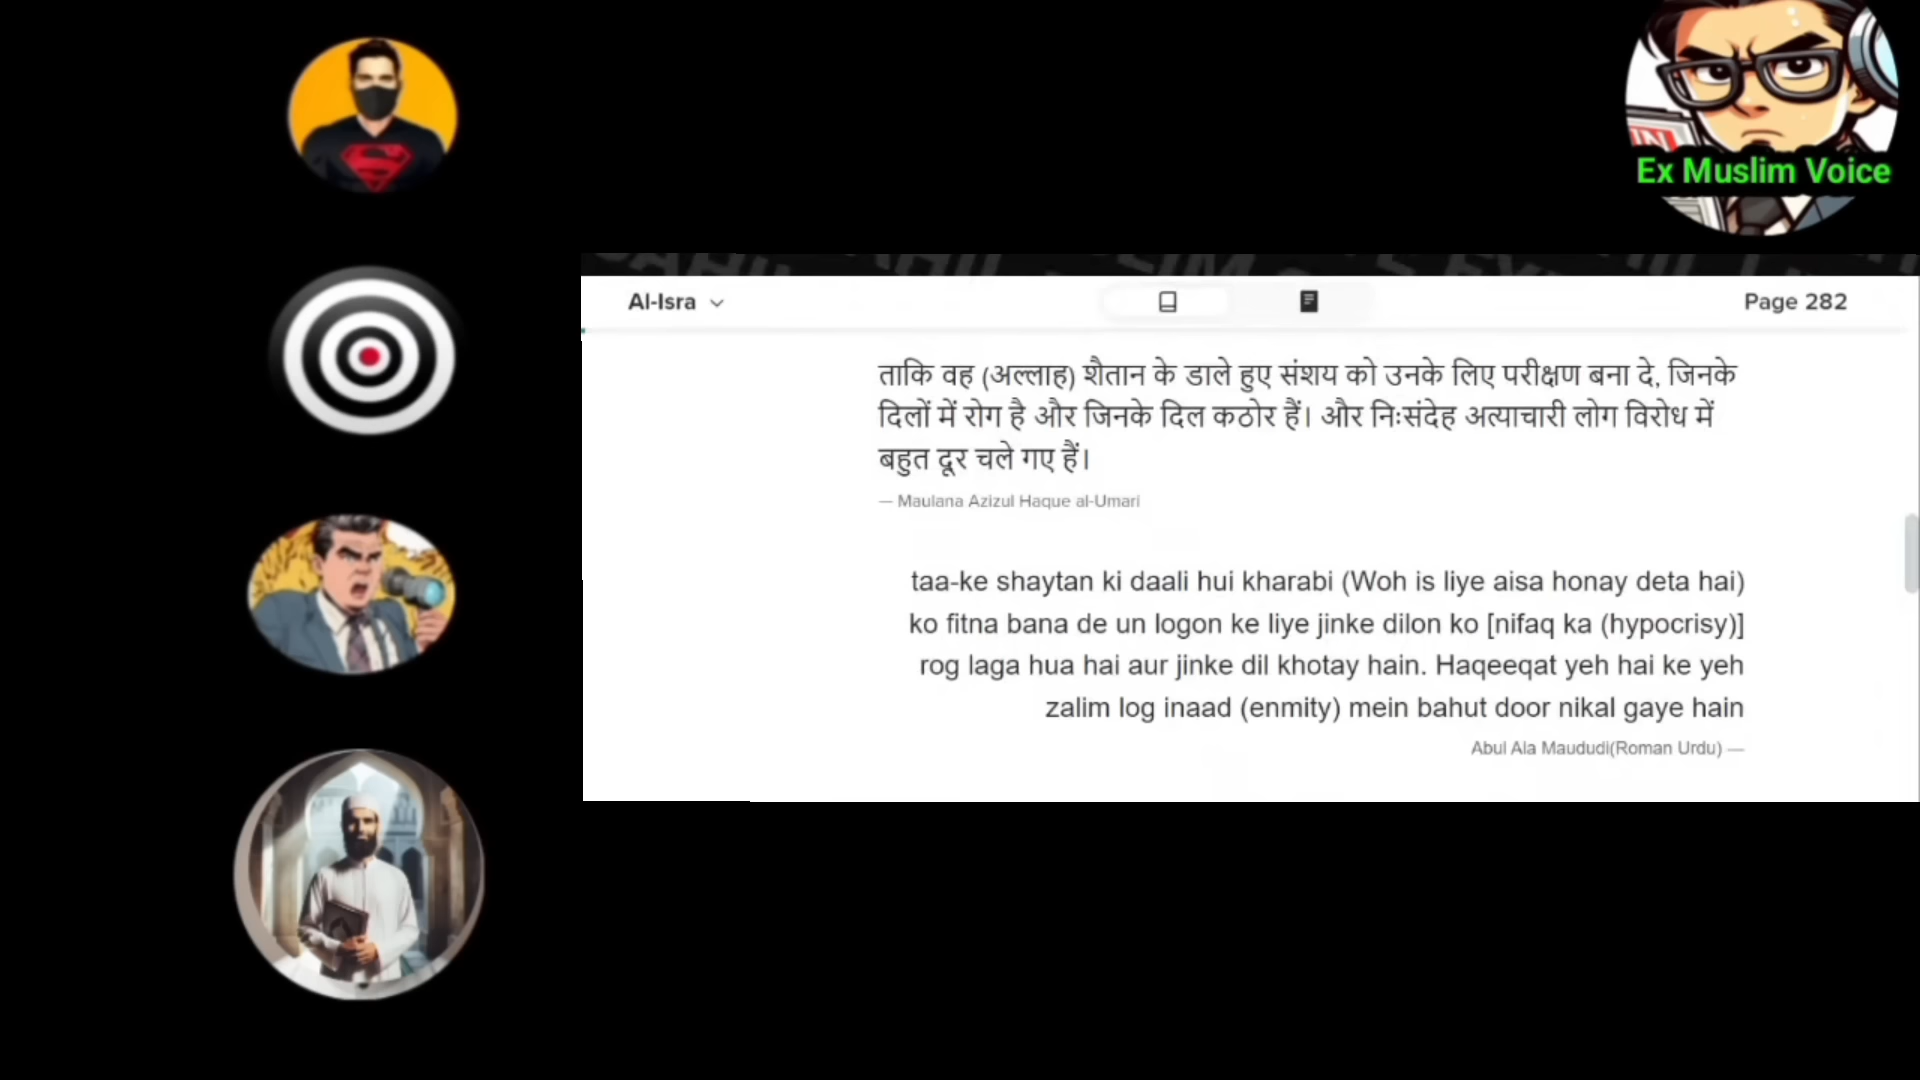 Ex Muslim Voice
Al-Isra
Page 282
ताकि वह (अल्लाह) शैतान के डाले हुए संशय को उनके लिए परीक्षण बना दे, जिनके
दिलों में रोग है और जिनके दिल कठोर हैं। और निःसंदेह अत्याचारी लोग विरोध में
बहुत दूर चले गए हैं।
— Maulana Azizul Haque al-Umari
taa-ke shaytan ki daali hui kharabi (Woh is liye aisa honay deta hai)
ko fitna bana de un logon ke liye jinke dilon ko [nifaq ka (hypocrisy)]
rog laga hua hai aur jinke dil khotay hain. Haqeeqat yeh hai ke yeh
zalim log inaad (enmity) mein bahut door nikal gaye hain
Abul Ala Maududi(Roman Urdu) —